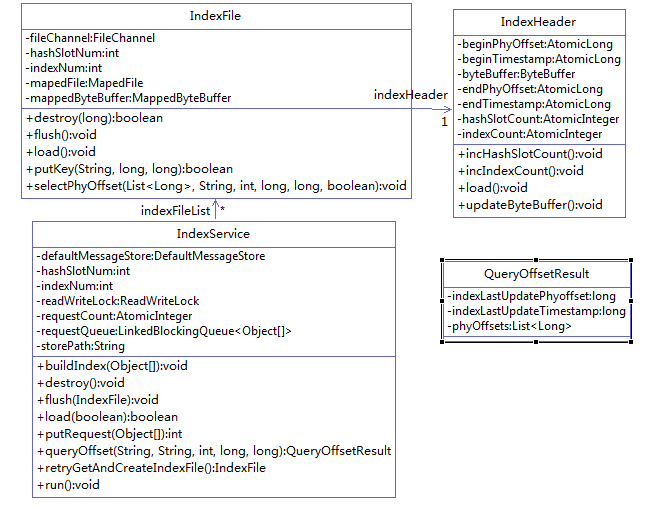 IndexFile
-fileChannel:FileChannel
-hashSlotNum:int
-indexNum:int
-mapedFile:MapedFile
-mappedByteBuffer:MappedByteBuffer
+destroy(long):boolean
+flush():void
+load():void
+putKey(String, long, long):boolean
+selectPhyOffset(List<Long>, String, int, long, long, boolean):void
indexHeader
1
IndexHeader
-beginPhyOffset:AtomicLong
-beginTimestamp:AtomicLong
-byteBuffer:ByteBuffer
-endPhyOffset:AtomicLong
-endTimestamp:AtomicLong
-hashSlotCount:AtomicInteger
-indexCount:AtomicInteger
+incHashSlotCount():void
+incIndexCount():void
+load():void
+updateByteBuffer():void
indexFileList *
IndexService
-defaultMessageStore:DefaultMessageStore
-hashSlotNum:int
-indexNum:int
-readWriteLock:ReadWriteLock
-requestCount:AtomicInteger
-requestQueue:LinkedBlockingQueue<Object[]>
-storePath:String
+buildIndex(Object[]):void
+destroy():void
+flush(IndexFile):void
+load(boolean):boolean
+putRequest(Object[]):int
+queryOffset(String, String, int, long, long):QueryOffsetResult
+retryGetAndCreateIndexFile():IndexFile
+run():void
QueryOffsetResult
-indexLastUpdatePhyoffset:long
-indexLastUpdateTimestamp:long
-phyOffsets:List<Long>